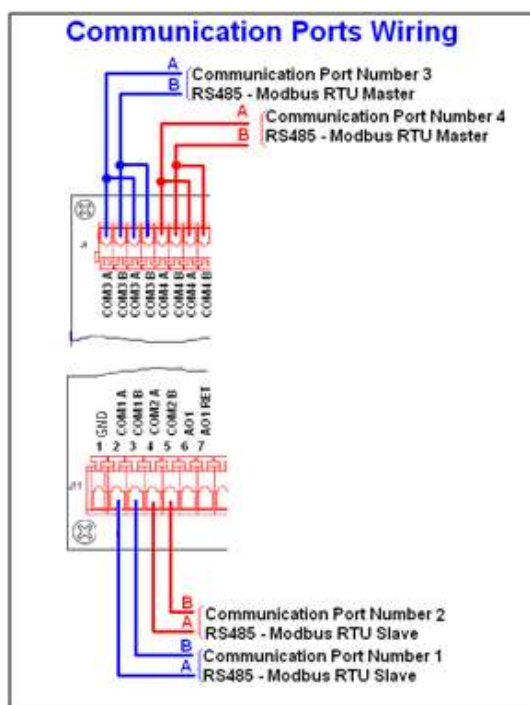 Communication Ports Wiring
A
Communication Port Number 3
B
RS485 - Modbus RTU Master
A
Communication Port Number 4
B
RS485 - Modbus RTU Master
COM3 A
COM3 B
COM3 A
COM3 B
COM4 A
COM4 B
COM4 A
COM4 B
1 GND
2 COM1 A
3 COM1 B
4 COM2 A
5 COM2 B
6 AO1
7 AO1 RET
J11
B
Communication Port Number 2
A
RS485 - Modbus RTU Slave
B
Communication Port Number 1
A
RS485 - Modbus RTU Slave